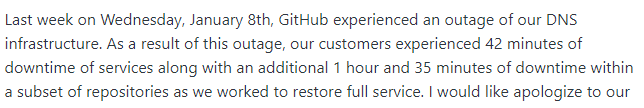 Last week on Wednesday, January 8th, GitHub experienced an outage of our DNS
infrastructure. As a result of this outage, our customers experienced 42 minutes of
downtime of services along with an additional 1 hour and 35 minutes of downtime within
a subset of repositories as we worked to restore full service. I would like apologize to our